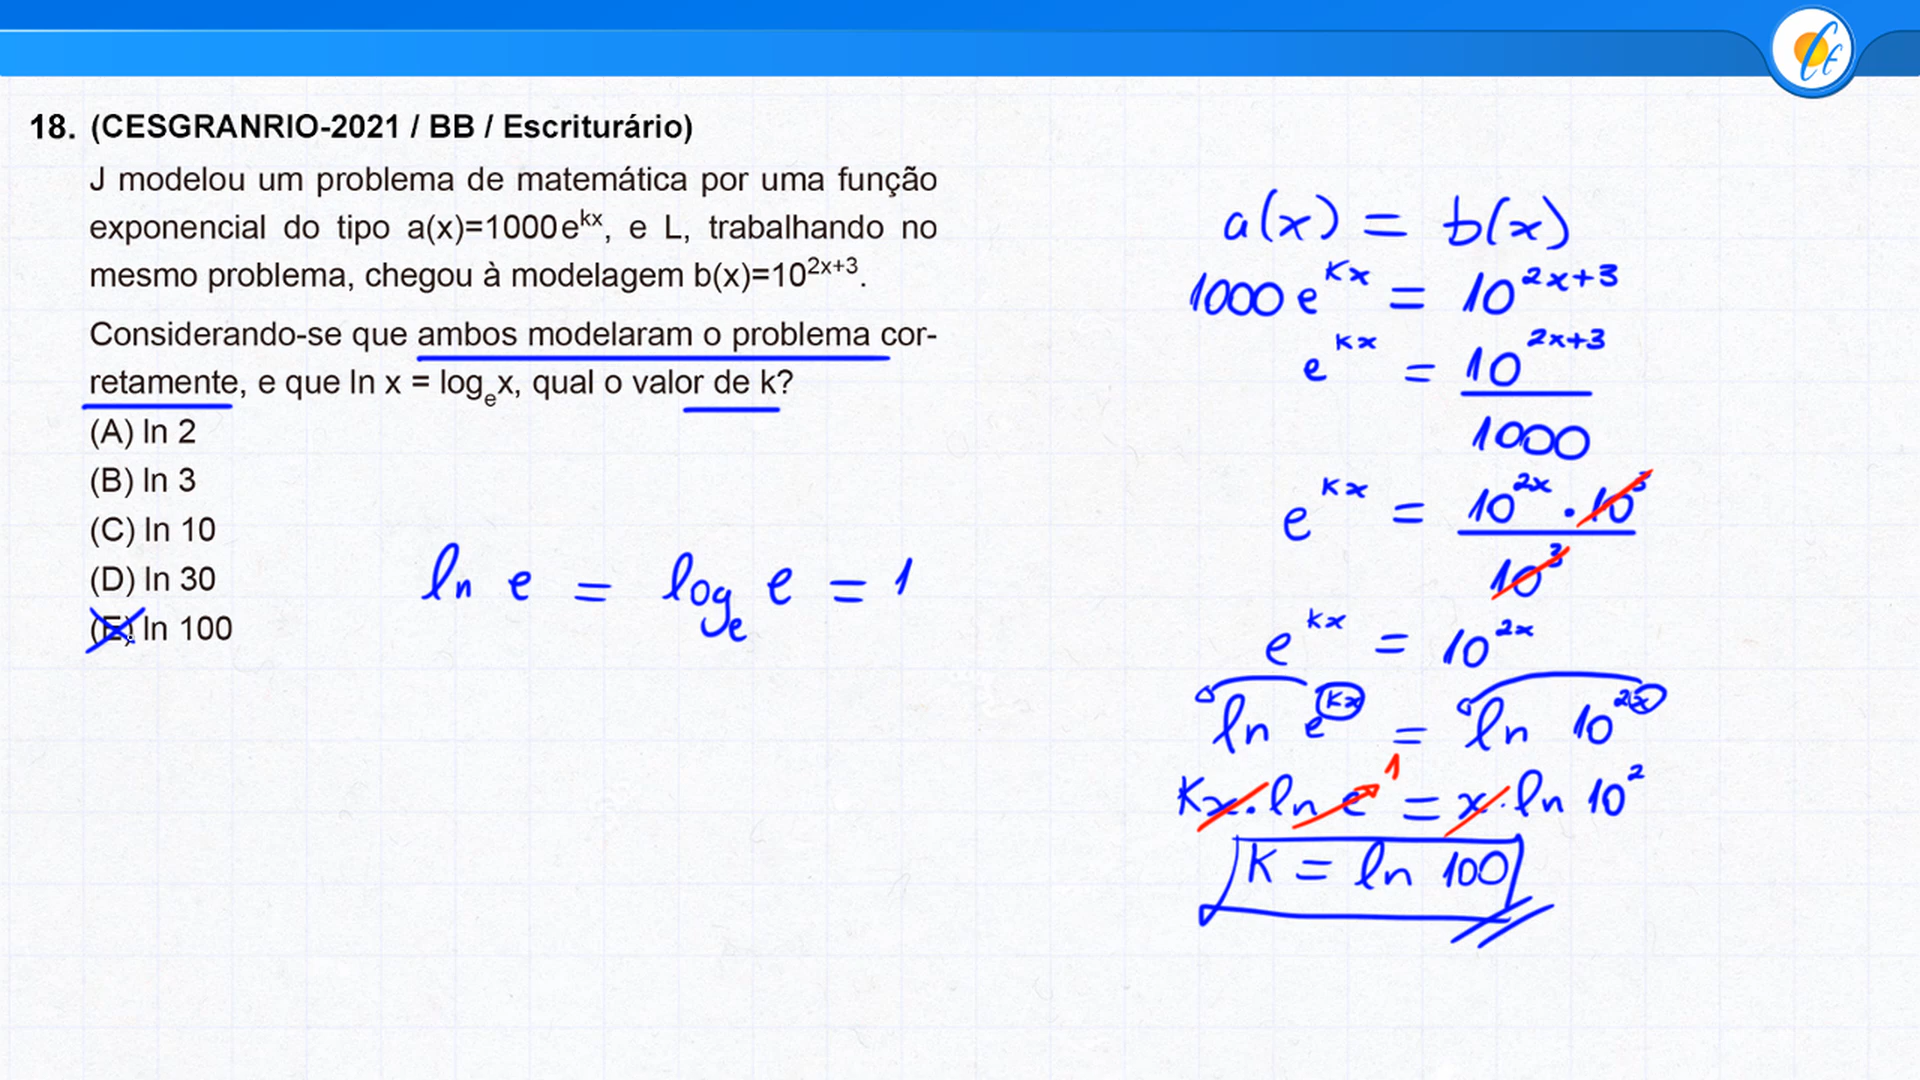 18. (CESGRANRIO-2021 / BB / Escriturário)
J modelou um problema de matemática por uma função
exponencial do tipo a(x)=1000e^kx, e L, trabalhando no
mesmo problema, chegou à modelagem b(x)=10^2x+3.
Considerando-se que ambos modelaram o problema cor-
retamente, e que ln x = log_e x, qual o valor de k?
(A) ln 2
(B) ln 3
(C) ln 10
(D) ln 30
(E) ln 100
ln e = log_e e = 1
a(x) = b(x)
1000 e^kx = 10^2x+3
e^kx = 10^2x+3
1000
e^kx = 10^2x . 10^3
10^3
e^kx = 10^2x
ln e^kx = ln 10^2x
kx . ln e 1 = x . ln 10^2
k = ln 100
CE